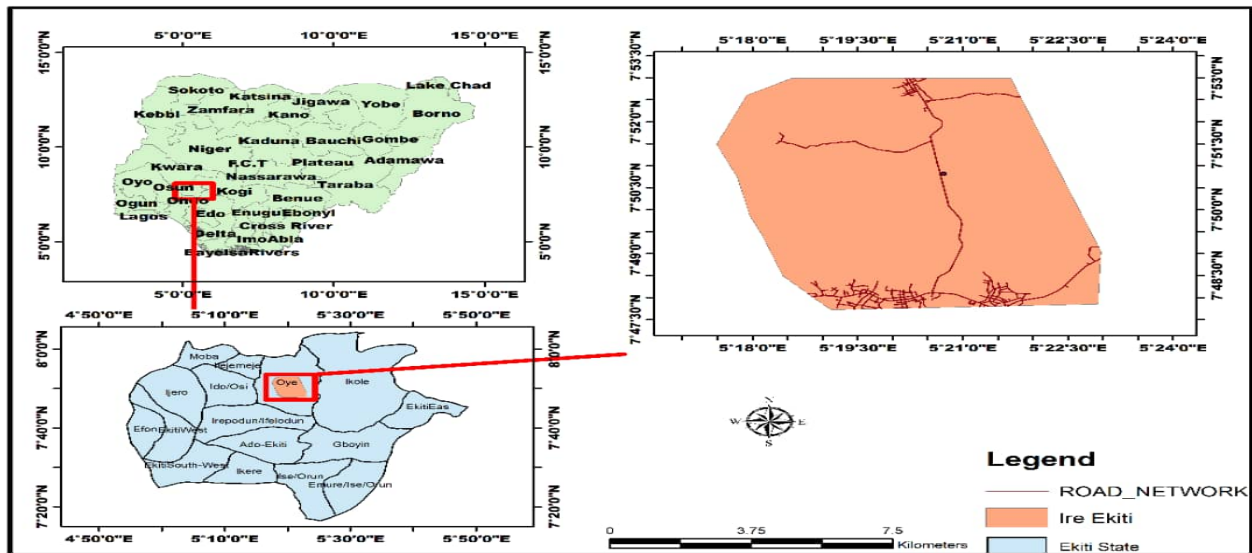 5°0'0"E 10°0'0"E 15°0'0"E
15°0'0"N
10°0'0"N
5°0'0"N
Lake Chad
Sokoto Katsina
Jigawa Yobe
Zamfara
Kebbi Kano Borno
Kaduna Bauchi Gombe
Niger
Adamawa
F.C.T Plateau
Kwara
Nassarawa
Oyo Osun Kogi Taraba
Benue
Ogun Ondo
Edo Enugu Ebonyi
Lagos
Cross River
Delta
Imo Abia
Bayelsa Rivers
15°0'0"N
10°0'0"N
5°0'0"N
5°0'0"E 10°0'0"E 15°0'0"E
5°18'0"E 5°19'30"E 5°21'0"E 5°22'30"E 5°24'0"E
7°53'30"N
7°52'0"N
7°50'30"N
7°49'0"N
7°47'30"N
7°53'0"N
7°51'30"N
7°50'0"N
7°48'30"N
5°18'0"E 5°19'30"E 5°21'0"E 5°22'30"E 5°24'0"E
4°50'0"E 5°10'0"E 5°30'0"E 5°50'0"E
8°0'0"N
7°40'0"N
7°20'0"N
Moba
Ilejemeje
Oye
Ido/Osi Ikole
Ijero
EkitiEas
Irepodun/Ifelodun
Efon EkitiWest
Ado-Ekiti Gboyin
EkitiSouth-West Ikere
Ise/Orun
Emure/Ise/Orun
8°0'0"N
7°40'0"N
7°20'0"N
4°50'0"E 5°10'0"E 5°30'0"E 5°50'0"E
N
W E
S
Legend
ROAD_NETWORK
Ire Ekiti
Ekiti State
0 3.75 7.5
Kilometers